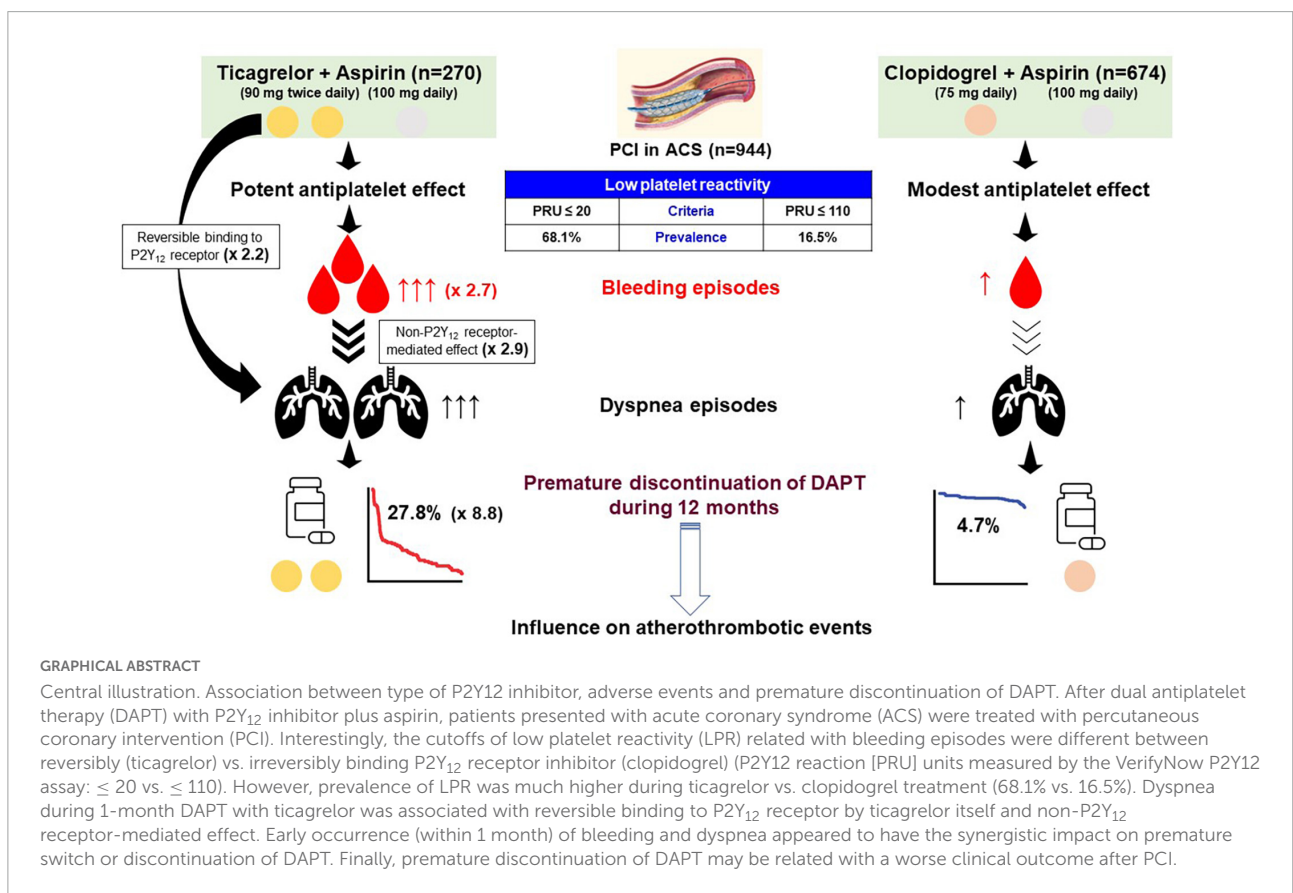 Ticagrelor + Aspirin (n=270)
(90 mg twice daily) (100 mg daily)
PCI in ACS (n=944)
Clopidogrel + Aspirin (n=674)
(75 mg daily) (100 mg daily)
Potent antiplatelet effect
Low platelet reactivity
PRU ≤ 20 Criteria PRU ≤ 110
68.1% Prevalence 16.5%
Modest antiplatelet effect
Reversible binding to
P2Y₁₂ receptor (x 2.2)
↑↑↑ (x 2.7)
Bleeding episodes
↑
Non-P2Y₁₂ receptor-
mediated effect (x 2.9)
↑↑↑
Dyspnea episodes
↑
Premature discontinuation of DAPT
during 12 months
27.8% (x 8.8)
4.7%
Influence on atherothrombotic events
GRAPHICAL ABSTRACT
Central illustration. Association between type of P2Y12 inhibitor, adverse events and premature discontinuation of DAPT. After dual antiplatelet
therapy (DAPT) with P2Y₁₂ inhibitor plus aspirin, patients presented with acute coronary syndrome (ACS) were treated with percutaneous
coronary intervention (PCI). Interestingly, the cutoffs of low platelet reactivity (LPR) related with bleeding episodes were different between
reversibly (ticagrelor) vs. irreversibly binding P2Y₁₂ receptor inhibitor (clopidogrel) (P2Y12 reaction [PRU] units measured by the VerifyNow P2Y12
assay: ≤ 20 vs. ≤ 110). However, prevalence of LPR was much higher during ticagrelor vs. clopidogrel treatment (68.1% vs. 16.5%). Dyspnea
during 1-month DAPT with ticagrelor was associated with reversible binding to P2Y₁₂ receptor by ticagrelor itself and non-P2Y₁₂
receptor-mediated effect. Early occurrence (within 1 month) of bleeding and dyspnea appeared to have the synergistic impact on premature
switch or discontinuation of DAPT. Finally, premature discontinuation of DAPT may be related with a worse clinical outcome after PCI.